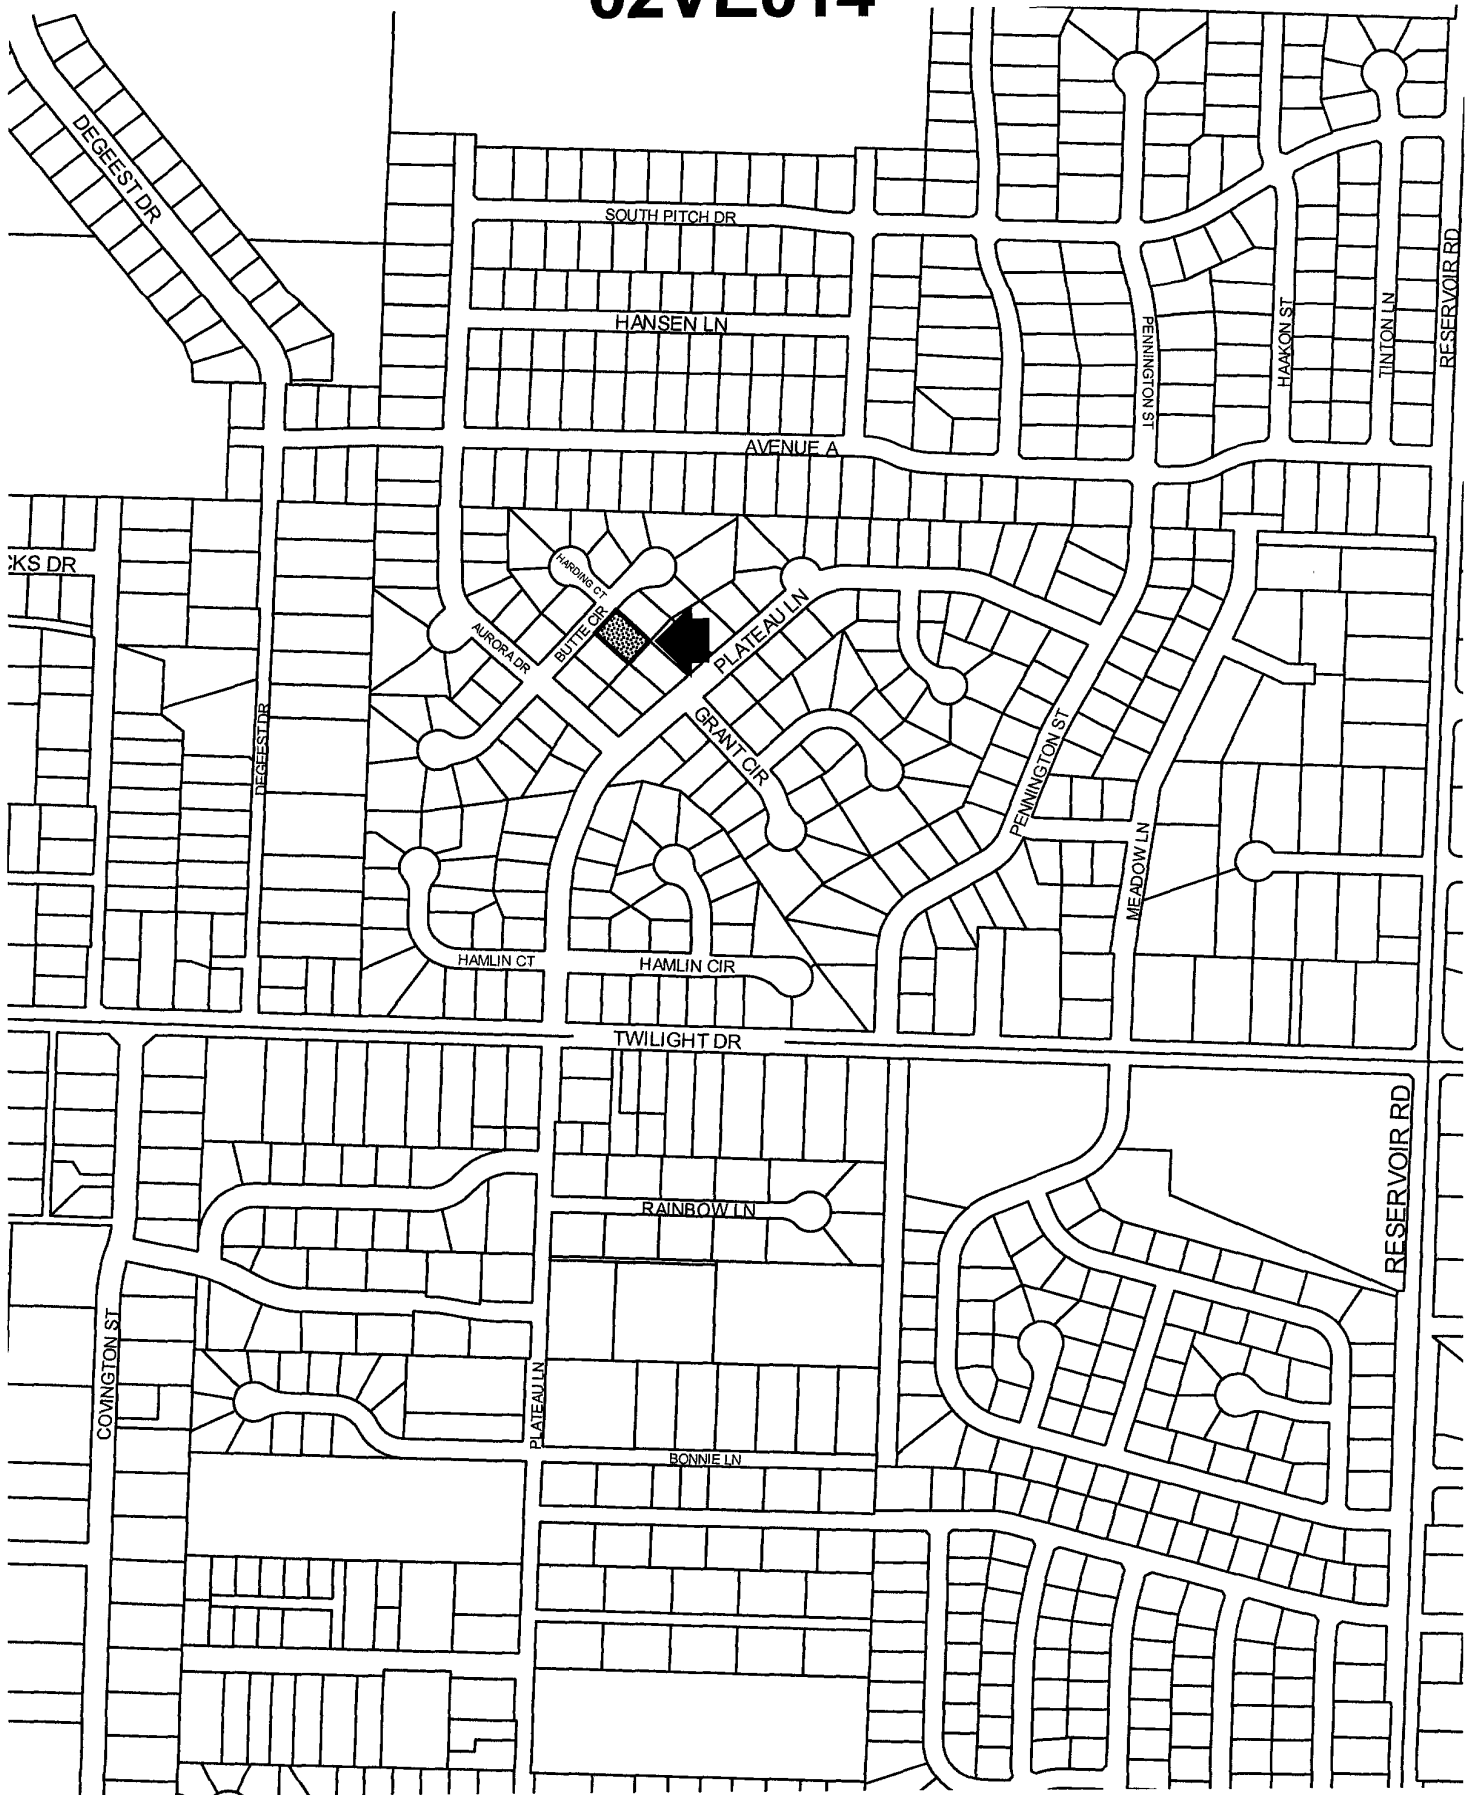 02VE014
DEGEEST DR
SOUTH PITCH DR
HANSEN LN
PENNINGTON ST
HAAKON ST
TINTON LN
RESERVOIR RD
AVENUE A
CKS DR
HARDING CT
BUTTE CIR
AURORA DR
PLATEAU LN
GRANT CIR
DEGEEST DR
PENNINGTON ST
MEADOW LN
HAMLIN CT
HAMLIN CIR
TWILIGHT DR
RESERVOIR RD
RAINBOW LN
COVINGTON ST
PLATEAU LN
BONNIE LN